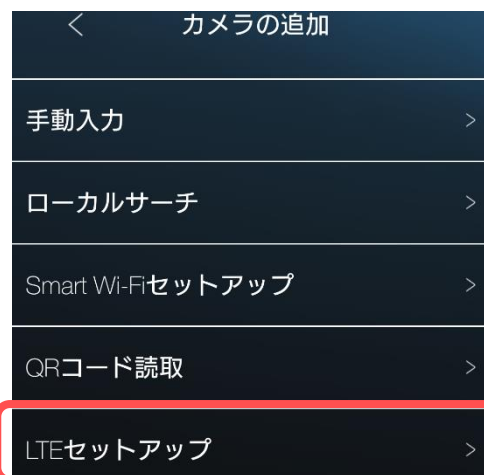 < カメラの追加
手動入力 >
ローカルサーチ >
Smart Wi-Fiセットアップ >
QRコード読取 >
LTEセットアップ >